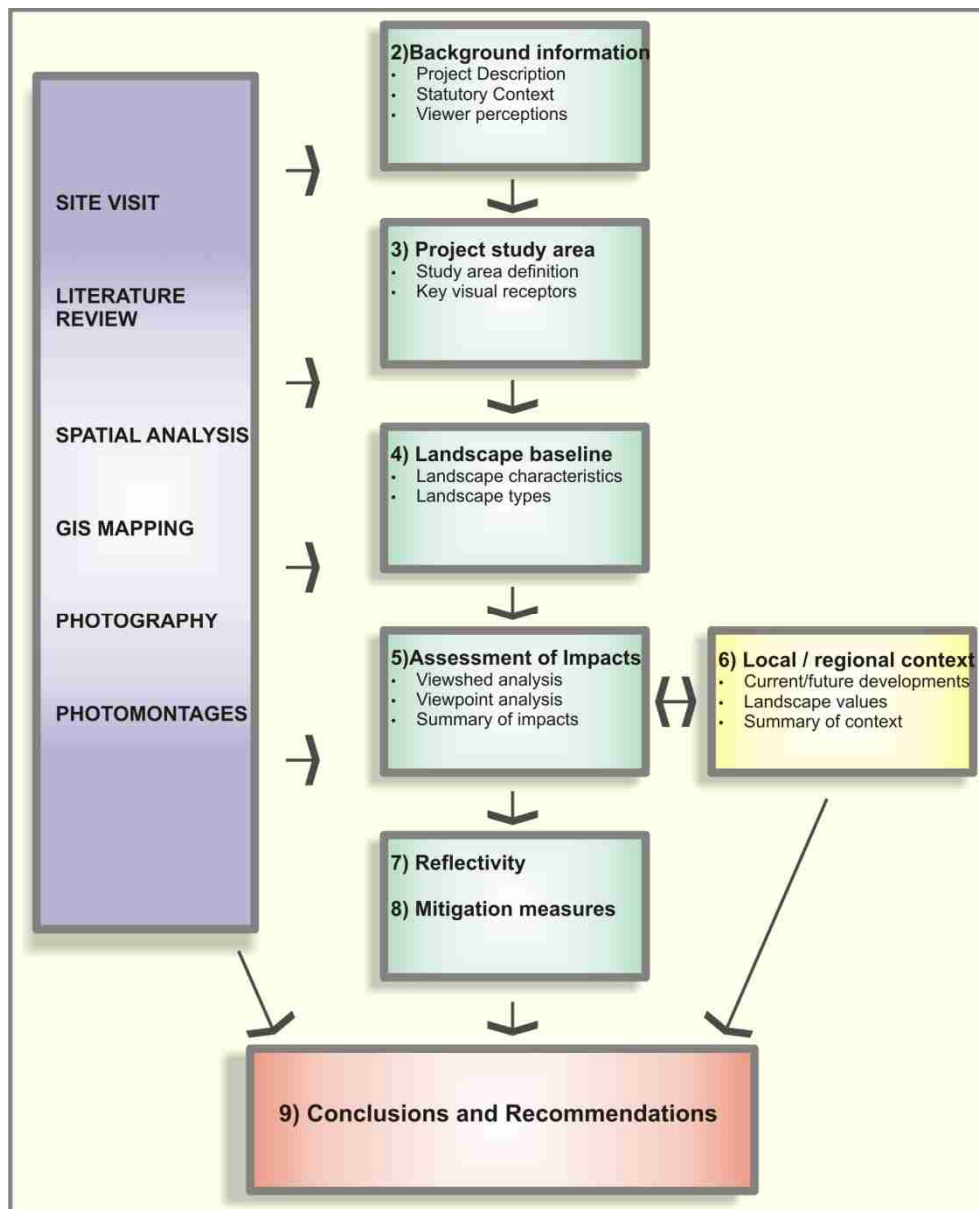 SITE VISIT
LITERATURE
REVIEW
SPATIAL ANALYSIS
GIS MAPPING
PHOTOGRAPHY
PHOTOMONTAGES
2)Background information
• Project Description
• Statutory Context
• Viewer perceptions
3) Project study area
• Study area definition
• Key visual receptors
4) Landscape baseline
• Landscape characteristics
• Landscape types
5)Assessment of Impacts
• Viewshed analysis
• Viewpoint analysis
• Summary of impacts
6) Local / regional context
• Current/future developments
• Landscape values
• Summary of context
7) Reflectivity
8) Mitigation measures
9) Conclusions and Recommendations